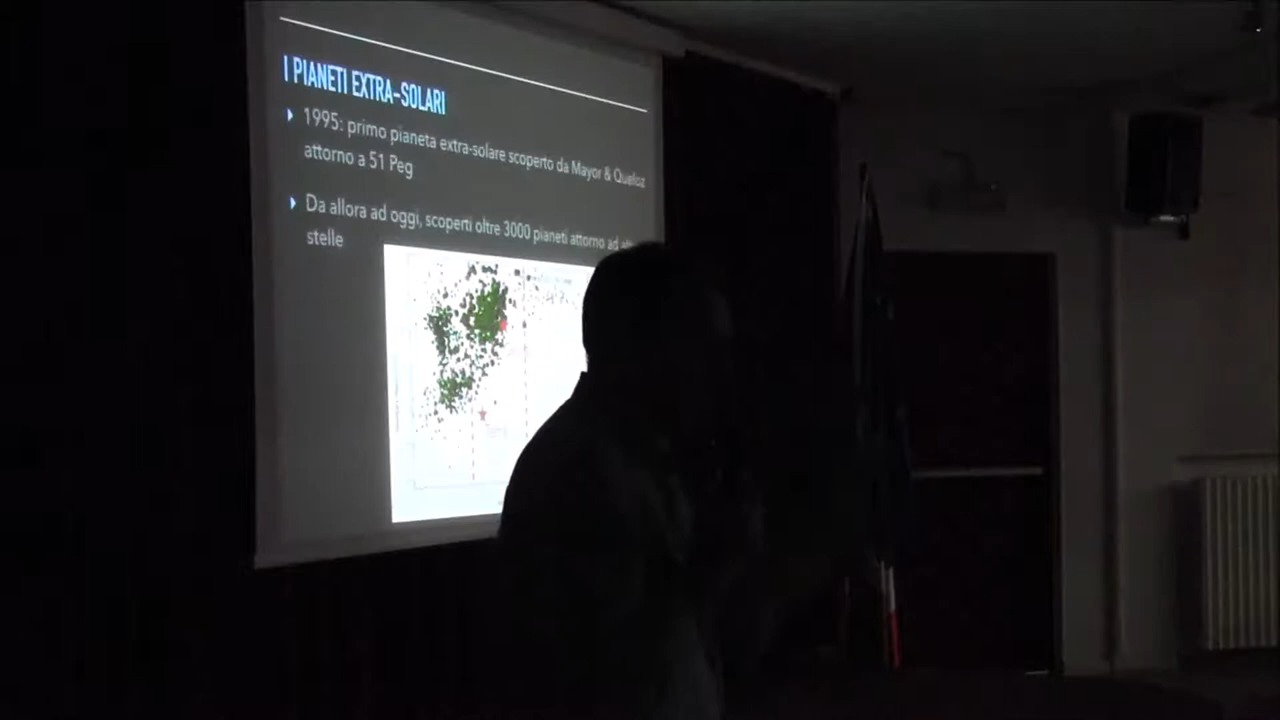 I PIANETI EXTRA-SOLARI
1995: primo pianeta extra-solare scoperto da Mayor & Queloz
attorno a 51 Peg
Da allora ad oggi, scoperti oltre 3000 pianeti attorno ad
stelle